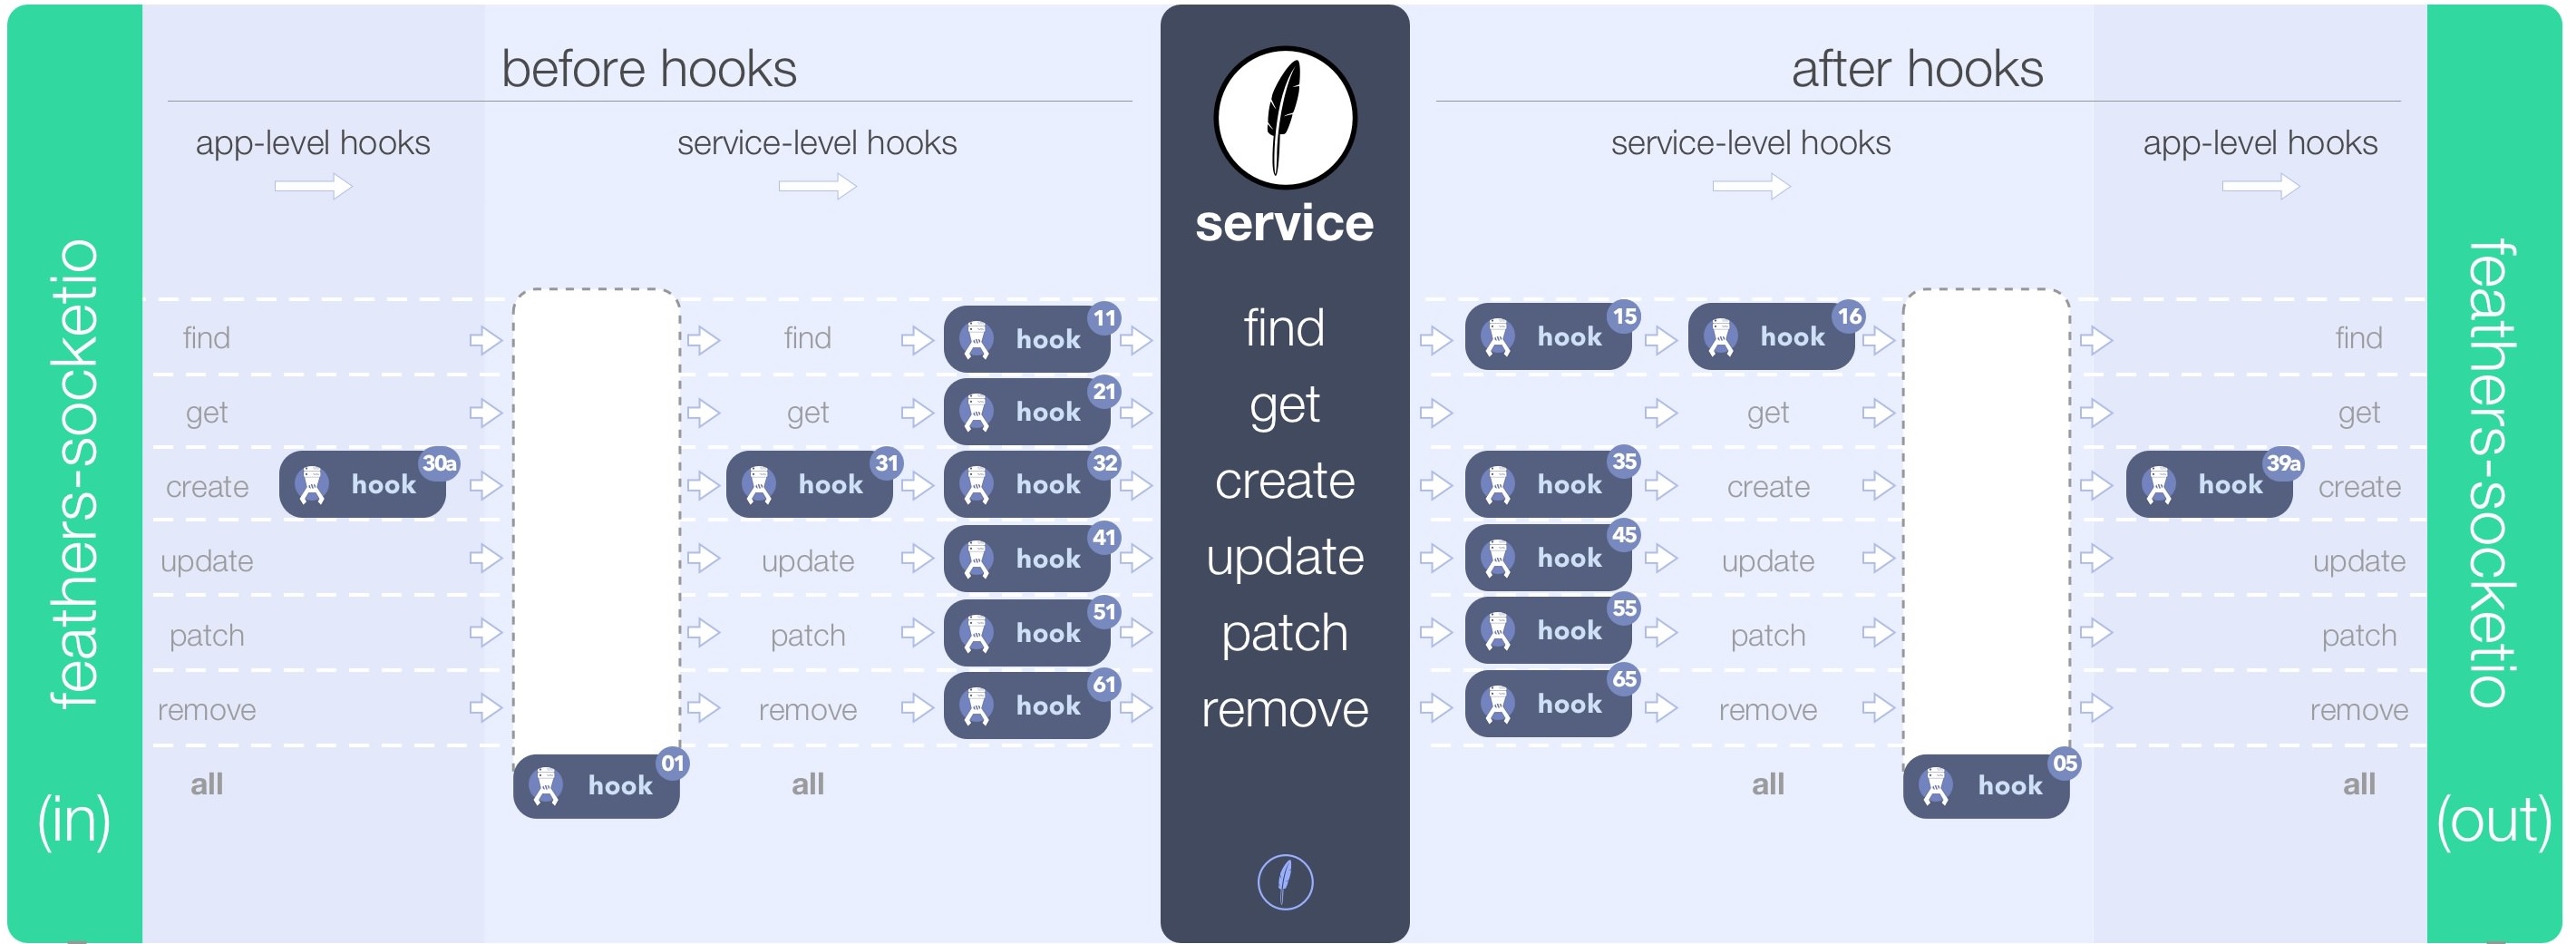 before hooks
after hooks
app-level hooks
service-level hooks
service-level hooks
app-level hooks
service
feathers-socketio (in)
find
find
hook 11
find
hook 15
hook 16
find
get
get
hook 21
get
get
get
create
hook 30a
hook 31
hook 32
create
hook 35
create
hook 39a
create
update
update
hook 41
update
hook 45
update
update
patch
patch
hook 51
patch
hook 55
patch
patch
remove
remove
hook 61
remove
hook 65
remove
remove
all
hook 01
all
all
hook 05
all
feathers-socketio (out)